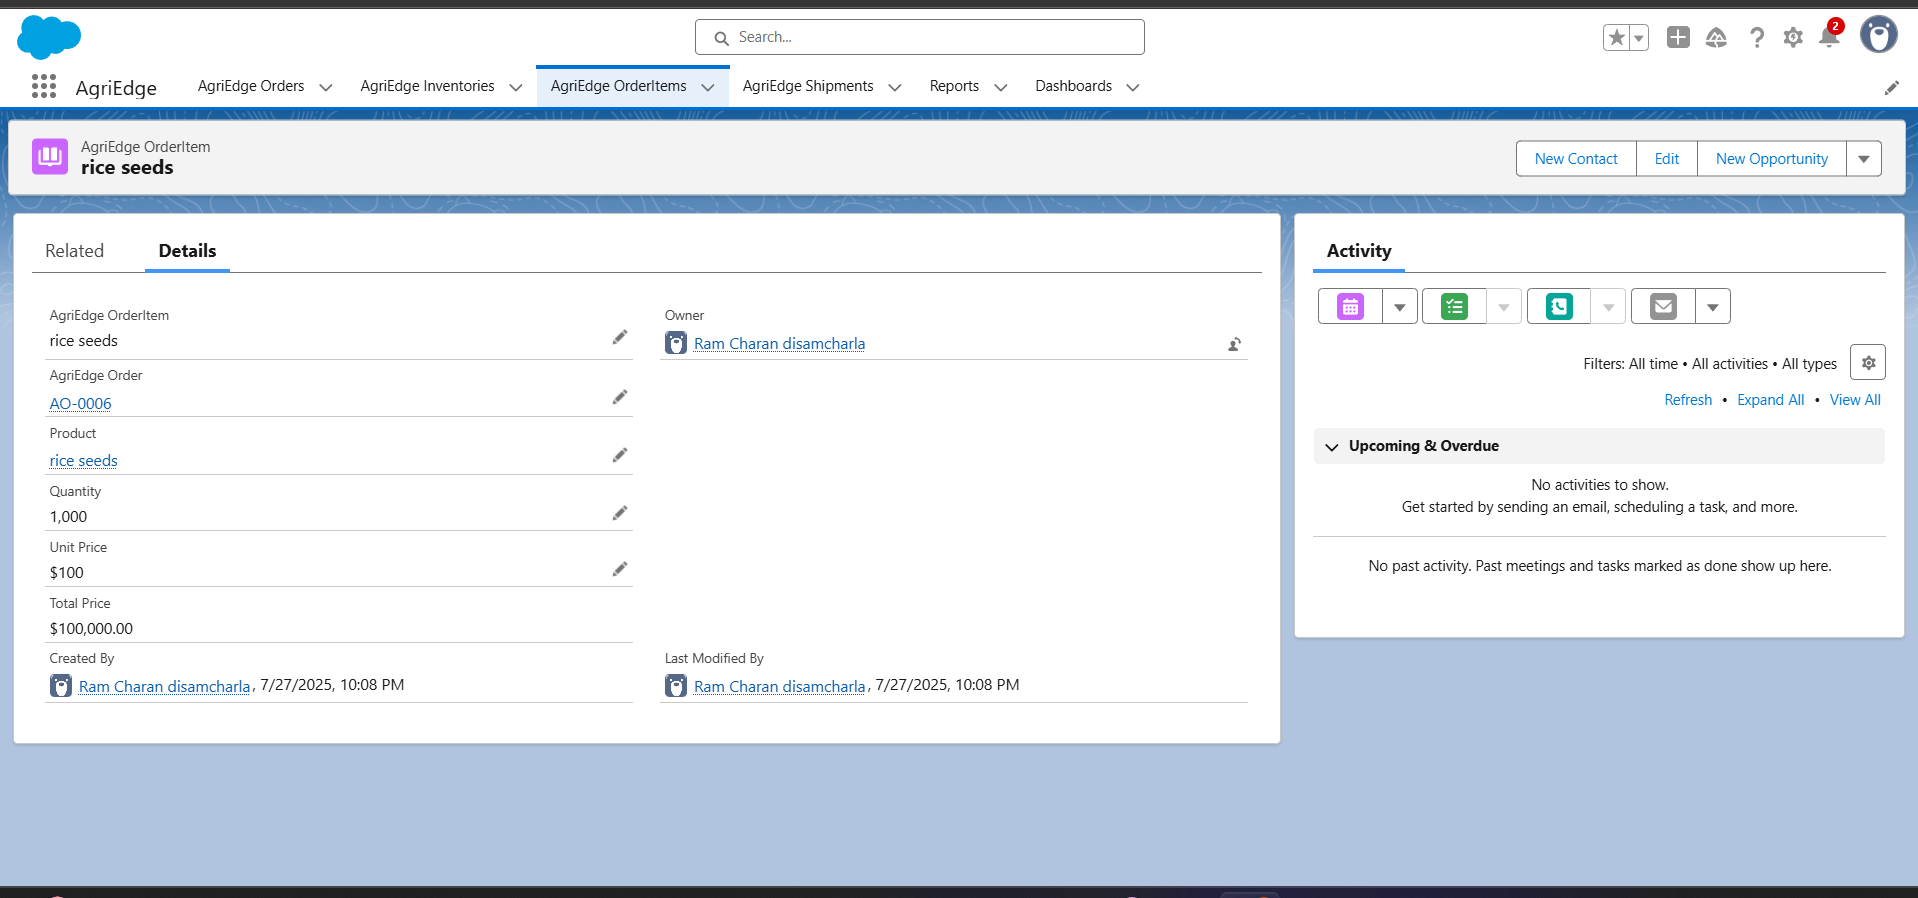 Search...
2
AgriEdge
AgriEdge Orders
AgriEdge Inventories
AgriEdge OrderItems
AgriEdge Shipments
Reports
Dashboards
AgriEdge OrderItem
rice seeds
New Contact
Edit
New Opportunity
Related
Details
AgriEdge OrderItem
rice seeds
Owner
Ram Charan disamcharla
AgriEdge Order
AO-0006
Product
rice seeds
Quantity
1,000
Unit Price
$100
Total Price
$100,000.00
Created By
Ram Charan disamcharla, 7/27/2025, 10:08 PM
Last Modified By
Ram Charan disamcharla, 7/27/2025, 10:08 PM
Activity
Filters: All time • All activities • All types
Refresh • Expand All • View All
Upcoming & Overdue
No activities to show.
Get started by sending an email, scheduling a task, and more.
No past activity. Past meetings and tasks marked as done show up here.